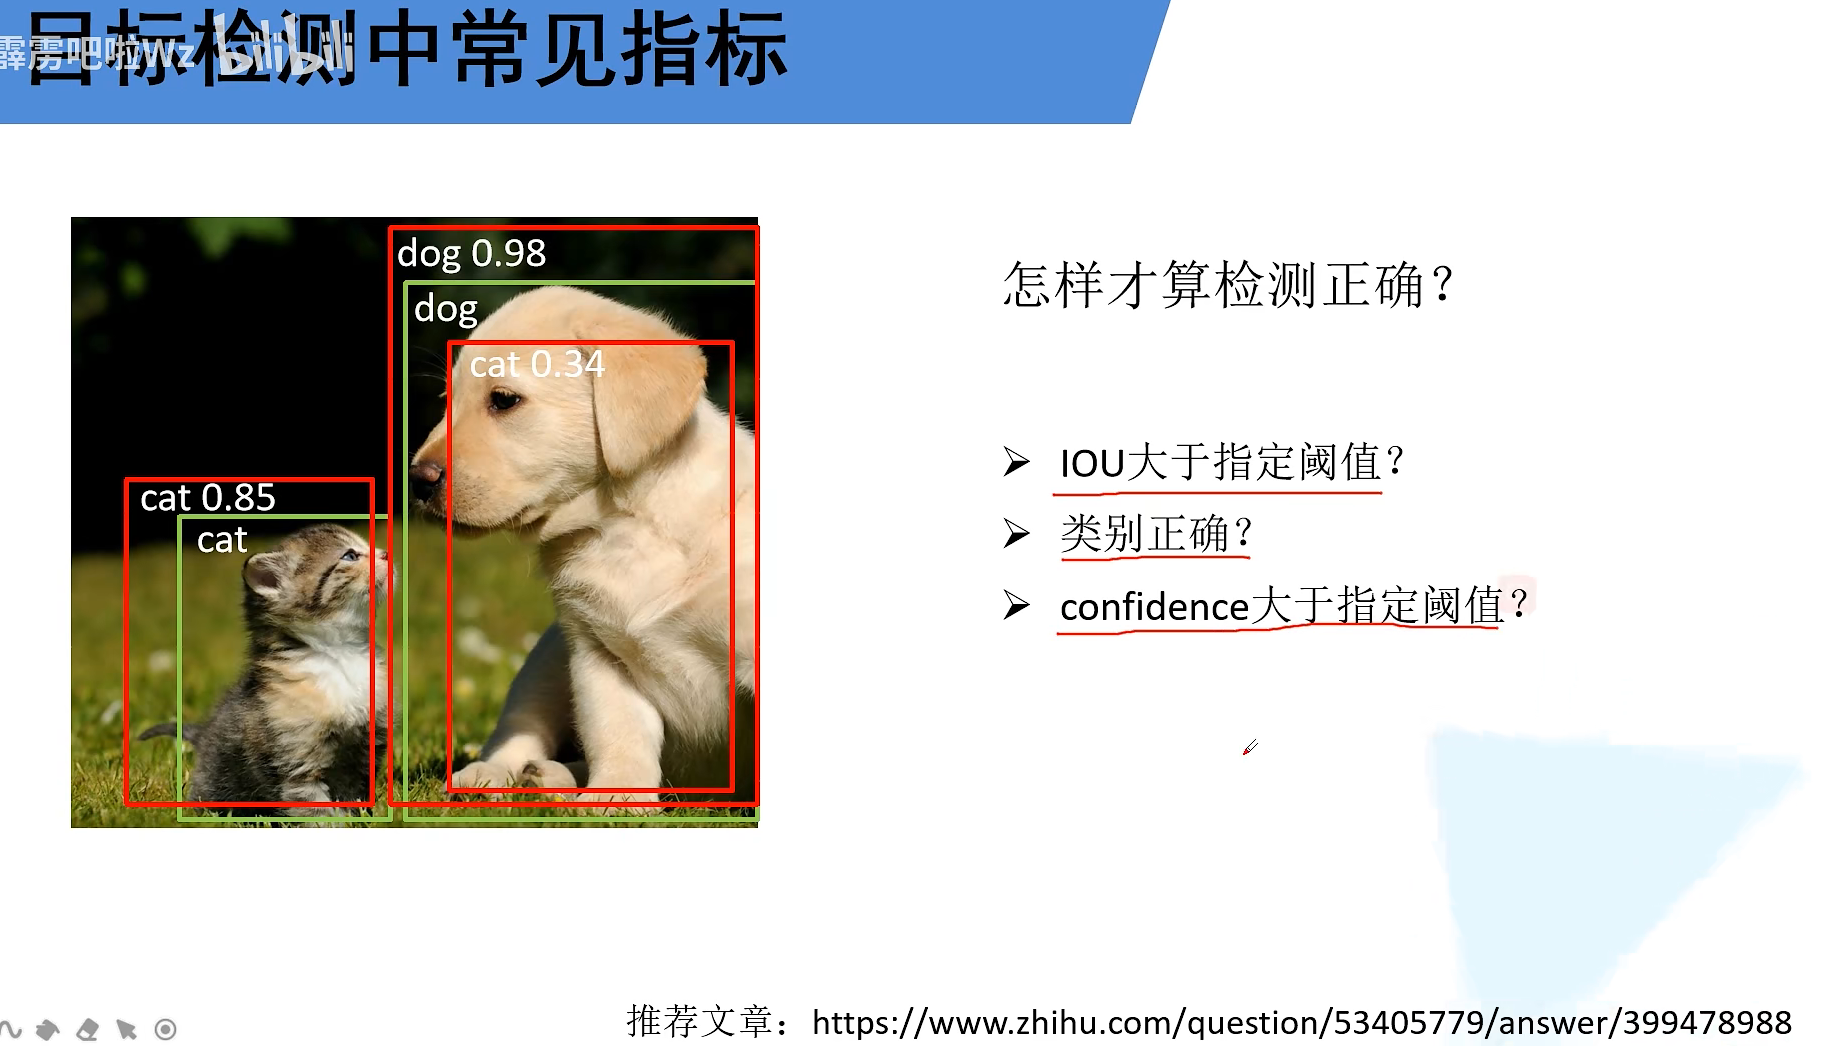 目标检测中常见指标
霹雳吧啦Wz bilibili
dog 0.98
dog
cat 0.34
cat 0.85
cat
怎样才算检测正确？
➢ IOU大于指定阈值？
➢ 类别正确？
➢ confidence大于指定阈值？
推荐文章：https://www.zhihu.com/question/53405779/answer/399478988